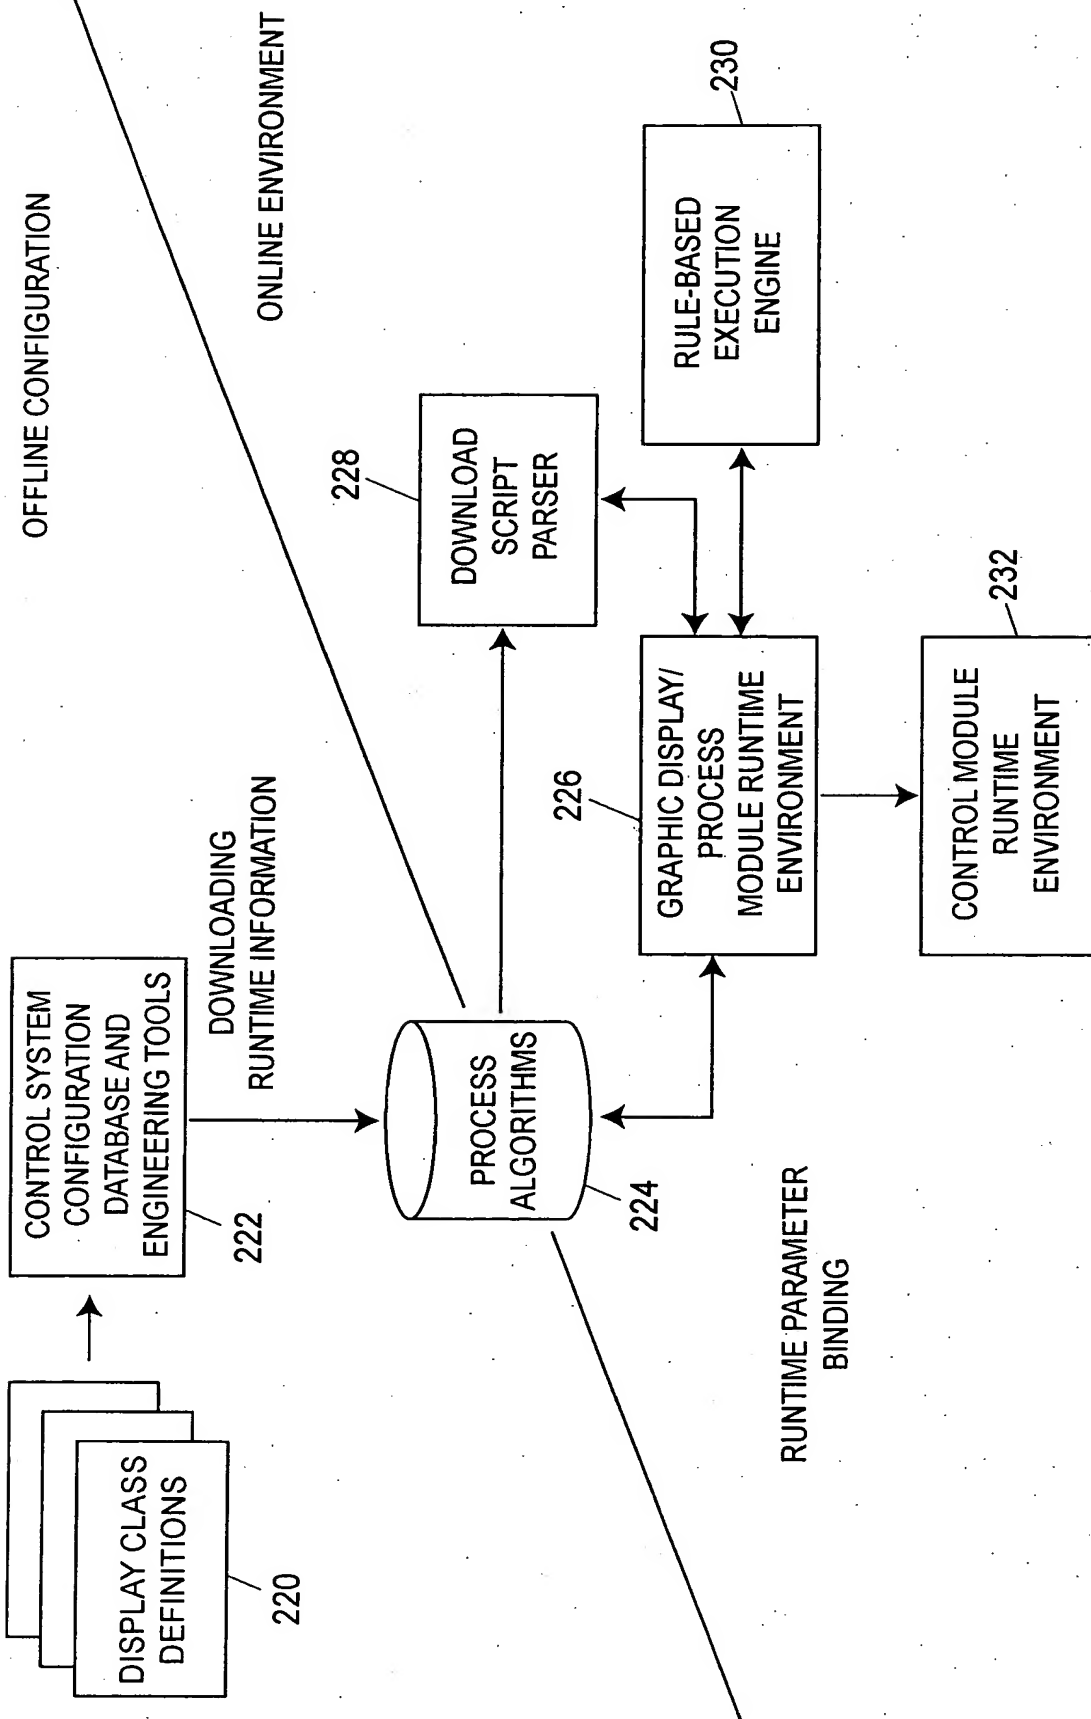 OFFLINE CONFIGURATION
ONLINE ENVIRONMENT
DISPLAY CLASS
DEFINITIONS
220
CONTROL SYSTEM
CONFIGURATION
DATABASE AND
ENGINEERING TOOLS
222
DOWNLOADING
RUNTIME INFORMATION
PROCESS
ALGORITHMS
224
RUNTIME PARAMETER
BINDING
DOWNLOAD
SCRIPT
PARSER
228
GRAPHIC DISPLAY/
PROCESS
MODULE RUNTIME
ENVIRONMENT
226
RULE-BASED
EXECUTION
ENGINE
230
CONTROL MODULE
RUNTIME
ENVIRONMENT
232